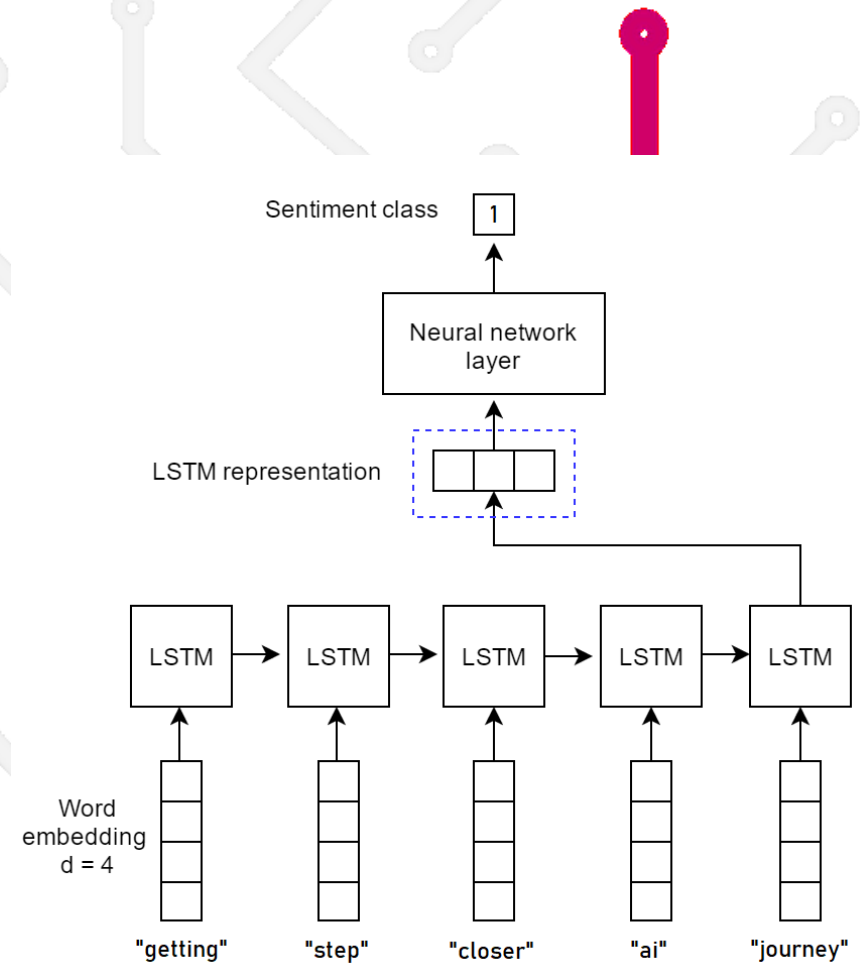 Sentiment class
1
Neural network
layer
LSTM representation
LSTM
LSTM
LSTM
LSTM
LSTM
Word
embedding
d = 4
"getting"
"step"
"closer"
"ai"
"journey"